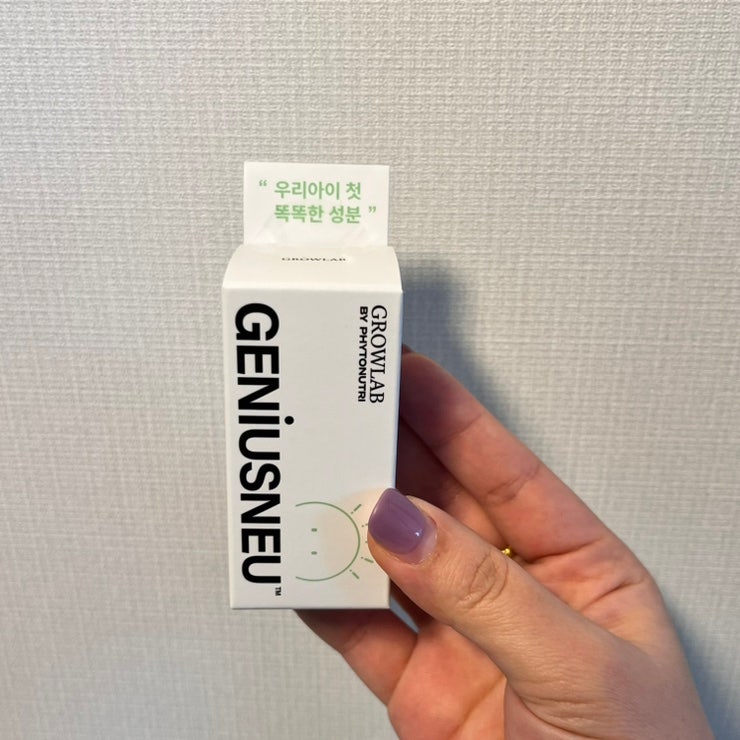 “ 우리아이 첫
똑똑한 성분 ”
GROWLAB
GROWLAB
BY PHYTONUTRI
GENiUSNEU™